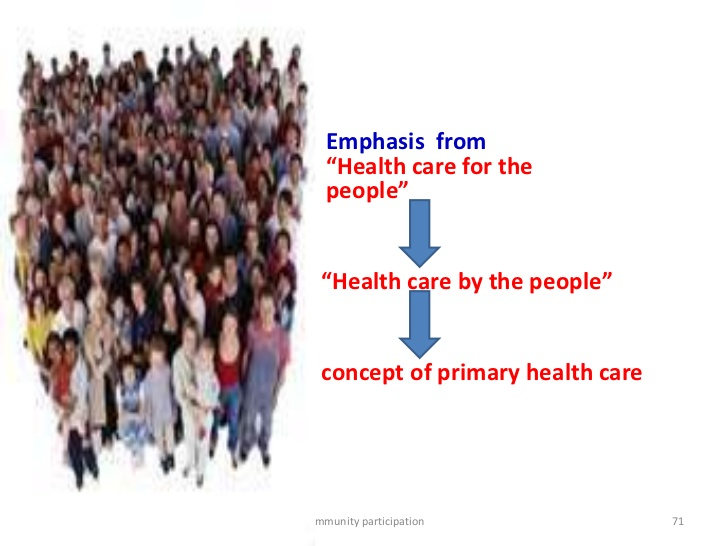 Emphasis  from
“Health care for the
people”
“Health care by the people”
concept of primary health care
mmunity participation
71